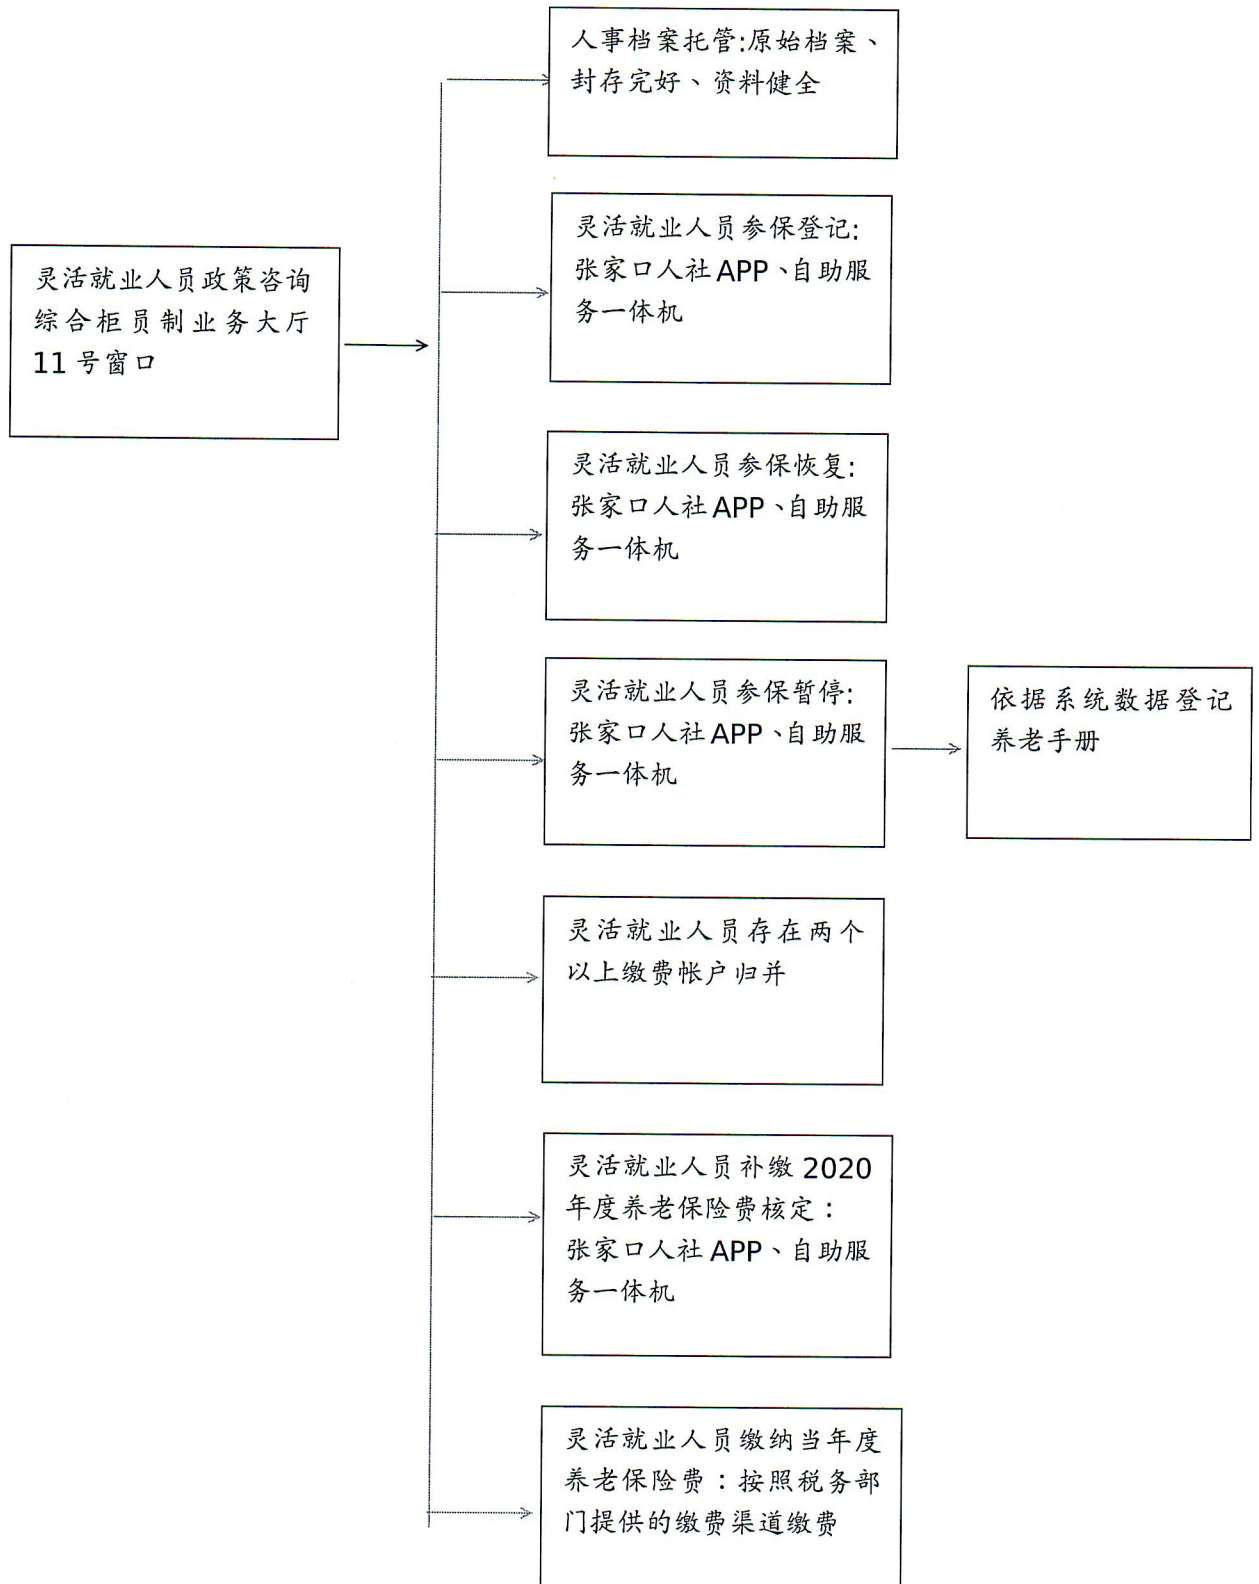 人事档案托管:原始档案、
封存完好、资料健全
灵活就业人员参保登记:
张家口人社APP、自助服
务一体机
灵活就业人员政策咨询
综合柜员制业务大厅
11号窗口
灵活就业人员参保恢复:
张家口人社APP、自助服
务一体机
灵活就业人员参保暂停:
张家口人社APP、自助服
务一体机
依据系统数据登记
养老手册
灵活就业人员存在两个
以上缴费帐户归并
灵活就业人员补缴2020
年度养老保险费核定：
张家口人社APP、自助服
务一体机
灵活就业人员缴纳当年度
养老保险费：按照税务部
门提供的缴费渠道缴费